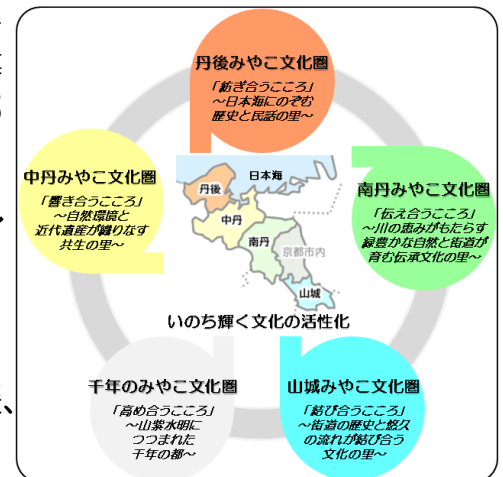 丹後みやこ文化圏
「紡ぎ合うこころ」
～日本海にのぞむ
歴史と民話の里～
中丹みやこ文化圏
「響き合うこころ」
～自然環境と
近代遺産が織りなす
共生の里～
南丹みやこ文化圏
「伝え合うこころ」
～川の恵みがもたらす
緑豊かな自然と街道が
育む伝承文化の里～
日本海
丹後
中丹
南丹
京都市内
山城
いのち輝く文化の活性化
千年のみやこ文化圏
「高め合うこころ」
～山紫水明に
つつまれた
千年の都～
山城みやこ文化圏
「結び合うこころ」
～街道の歴史と悠久
の流れが結び合う
文化の里～